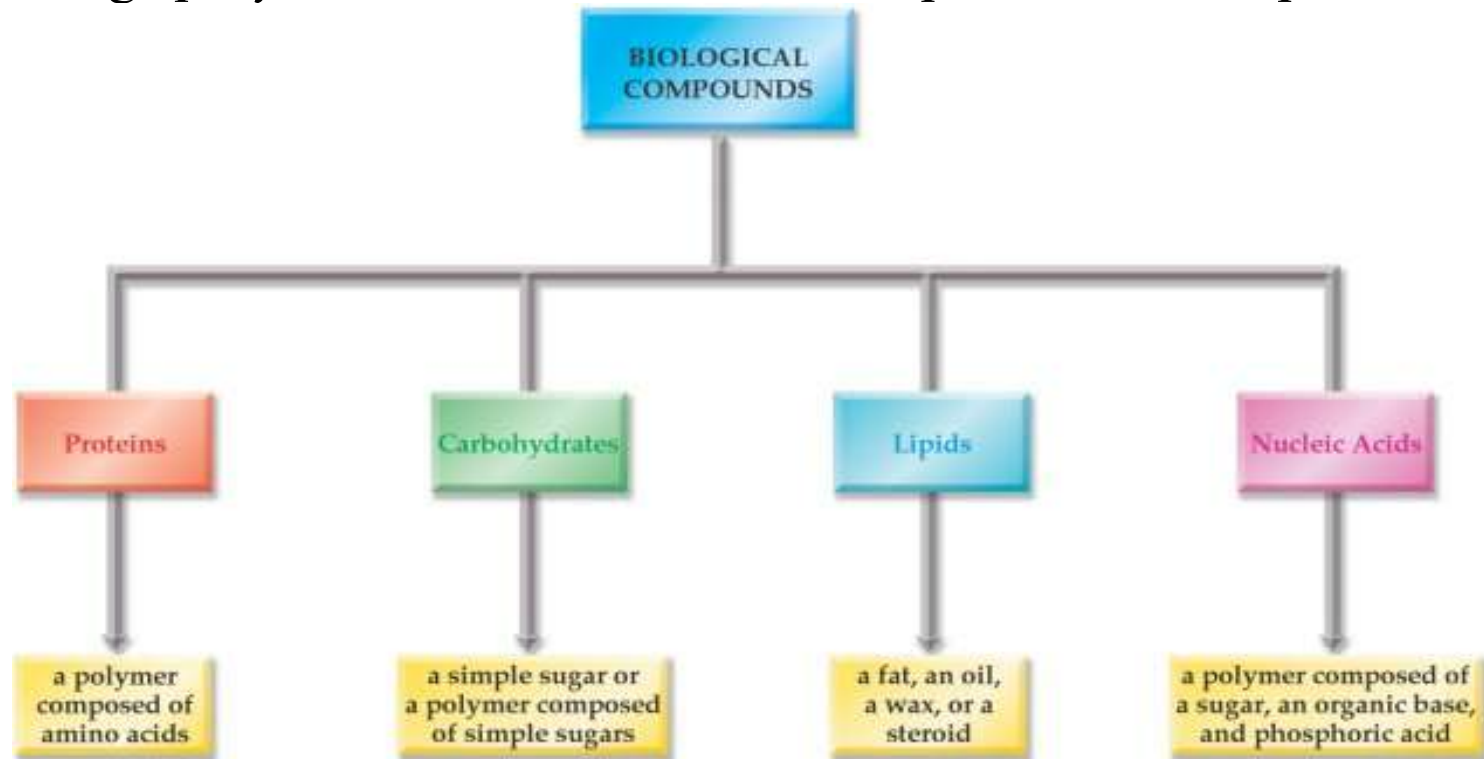 BIOLOGICAL
COMPOUNDS
Proteins
Carbohydrates
Lipids
Nucleic Acids
a polymer
composed of
amino acids
a simple sugar or
a polymer composed
of simple sugars
a fat, an oil,
a wax, or a
steroid
a polymer composed of
a sugar, an organic base,
and phosphoric acid